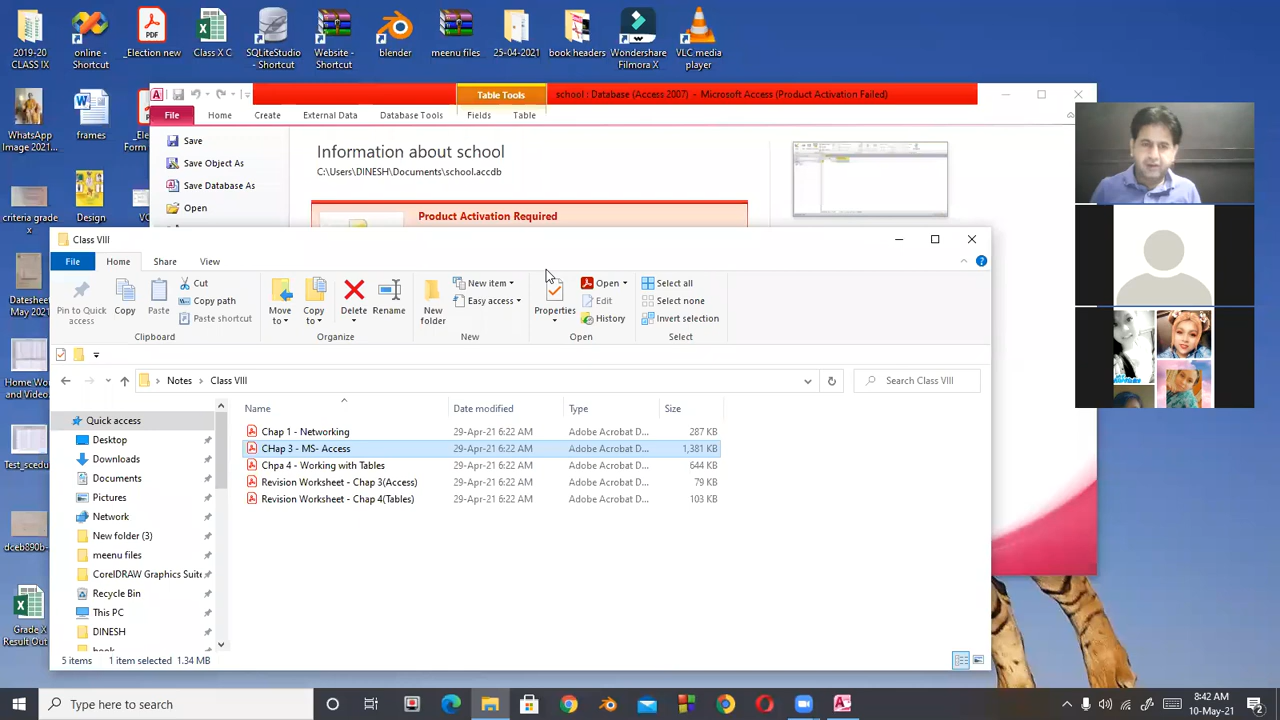 2019-20
CLASS IX
online -
Shortcut
PDF
_Election new
Class X C
SQLiteStudio
- Shortcut
Website -
Shortcut
blender
meenu files
25-04-2021
book headers
Wondershare
Filmora X
VLC media
player
WhatsApp
Image 2021...
frames
criteria grade
x
Design
Datesheet
May 2021
Home Work
and Video
Test_scedu
dceb890b-
Grade X
Result Out
Table Tools
school : Database (Access 2007) - Microsoft Access (Product Activation Failed)
File
Home
Create
External Data
Database Tools
Fields
Table
Save
Save Object As
Save Database As
Open
Information about school
C:\Users\DINESH\Documents\school.accdb
Product Activation Required
Class VIII
File
Home
Share
View
Pin to Quick
access
Copy
Paste
Cut
Copy path
Paste shortcut
Clipboard
Move
to
Copy
to
Delete
Rename
Organize
New
folder
New item
Easy access
New
Properties
Open
Edit
History
Open
Select all
Select none
Invert selection
Select
Notes
Class VIII
Search Class VIII
Name
Date modified
Type
Size
Chap 1 - Networking 29-Apr-21 6:22 AM Adobe Acrobat D... 287 KB
CHap 3 - MS- Access 29-Apr-21 6:22 AM Adobe Acrobat D... 1,381 KB
Chpa 4 - Working with Tables 29-Apr-21 6:22 AM Adobe Acrobat D... 644 KB
Revision Worksheet - Chap 3(Access) 29-Apr-21 6:22 AM Adobe Acrobat D... 79 KB
Revision Worksheet - Chap 4(Tables) 29-Apr-21 6:22 AM Adobe Acrobat D... 103 KB
Quick access
Desktop
Downloads
Documents
Pictures
Network
New folder (3)
meenu files
CorelDRAW Graphics Suite
Recycle Bin
This PC
DINESH
5 items 1 item selected 1.34 MB
Type here to search
8:42 AM
10-May-21
2